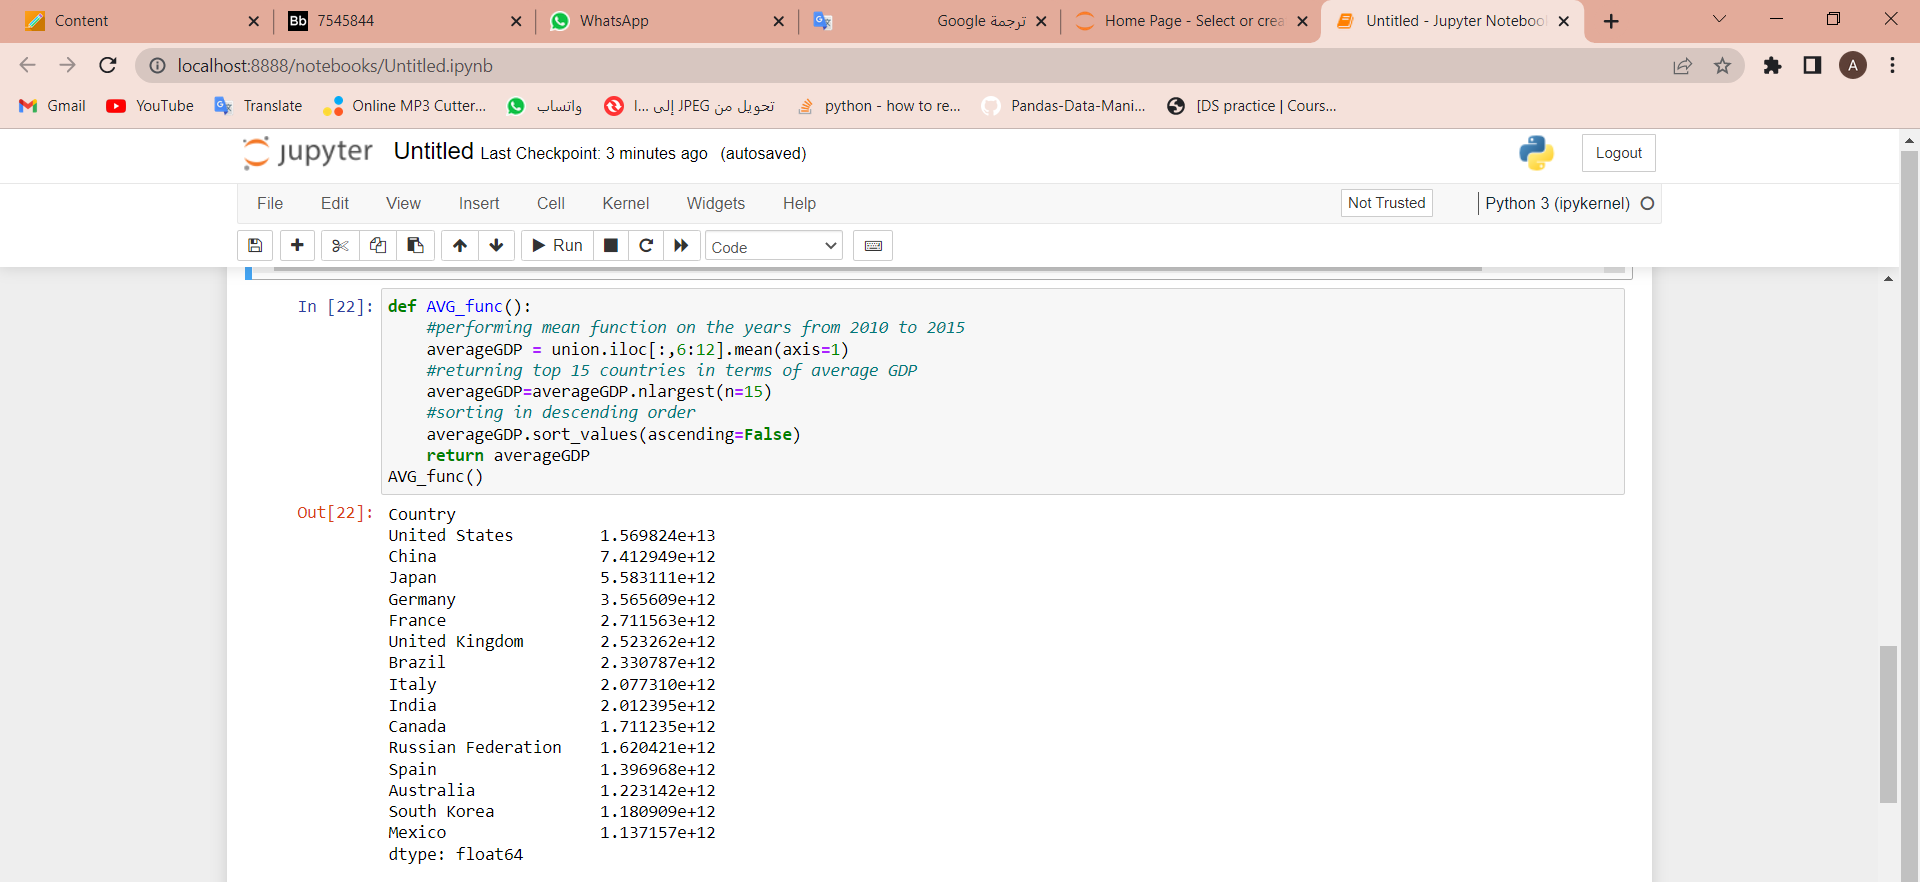 Content
Bb 7545844
WhatsApp
ترجمة Google
Home Page - Select or crea
Untitled - Jupyter Noteboo
localhost:8888/notebooks/Untitled.ipynb
A
Gmail
YouTube
Translate
Online MP3 Cutter...
واتساب
تحويل من JPEG إلى I...
python - how to re...
Pandas-Data-Mani...
[DS practice | Cours...
jupyter Untitled Last Checkpoint: 3 minutes ago (autosaved)
Logout
File Edit View Insert Cell Kernel Widgets Help
Not Trusted
Python 3 (ipykernel)
Run
Code
In [22]: def AVG_func():
    #performing mean function on the years from 2010 to 2015
    averageGDP = union.iloc[:,6:12].mean(axis=1)
    #returning top 15 countries in terms of average GDP
    averageGDP=averageGDP.nlargest(n=15)
    #sorting in descending order
    averageGDP.sort_values(ascending=False)
    return averageGDP
AVG_func()
Out[22]: Country
United States 1.569824e+13
China 7.412949e+12
Japan 5.583111e+12
Germany 3.565609e+12
France 2.711563e+12
United Kingdom 2.523262e+12
Brazil 2.330787e+12
Italy 2.077310e+12
India 2.012395e+12
Canada 1.711235e+12
Russian Federation 1.620421e+12
Spain 1.396968e+12
Australia 1.223142e+12
South Korea 1.180909e+12
Mexico 1.137157e+12
dtype: float64